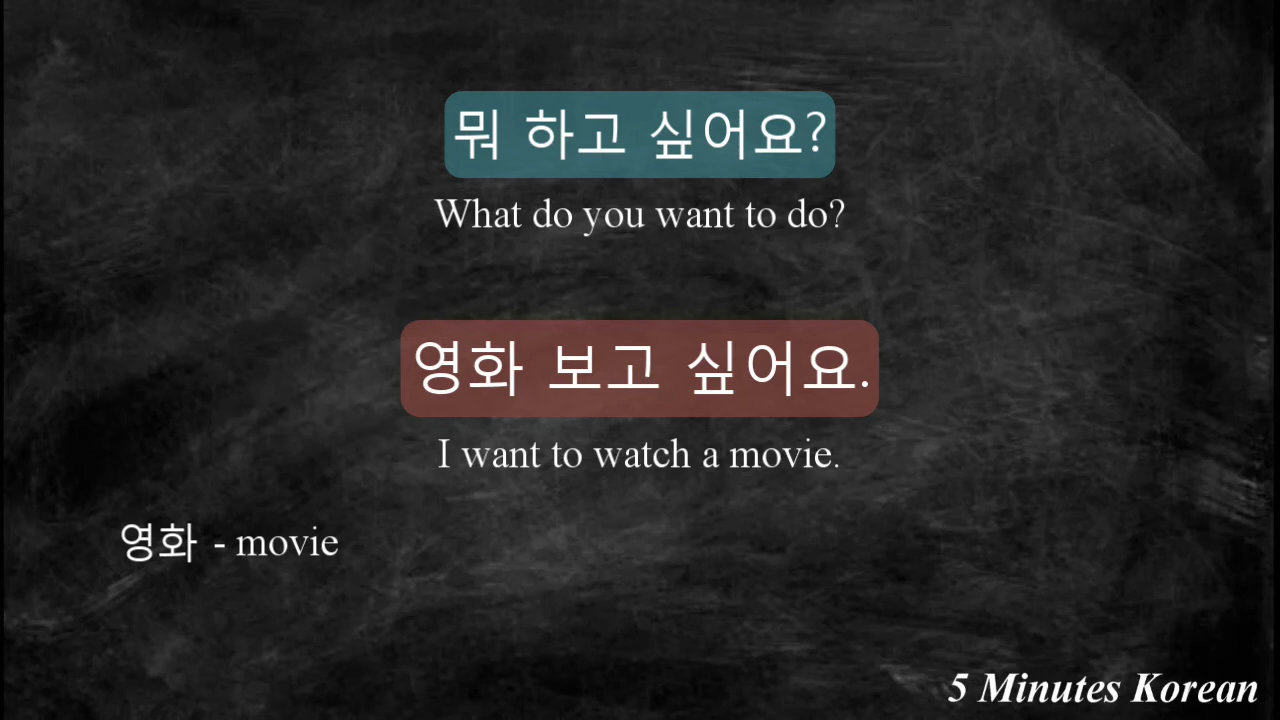 뭐 하고 싶어요?
What do you want to do?
영화 보고 싶어요.
I want to watch a movie.
영화 - movie
5 Minutes Korean